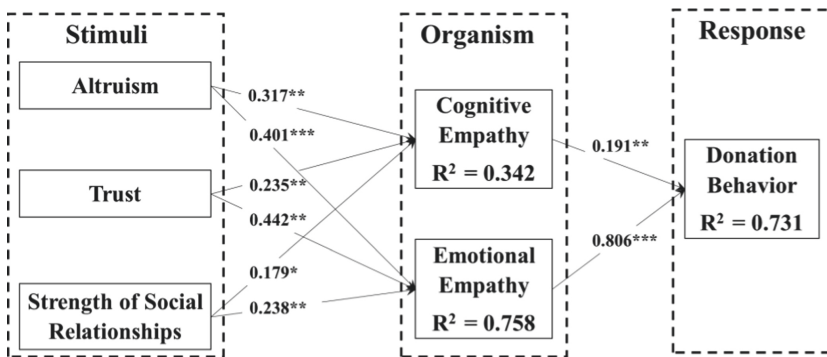 Stimuli
Altruism
Trust
Strength of Social
Relationships
0.317**
0.401***
0.235**
0.442**
0.179*
0.238**
Organism
Cognitive
Empathy
R² = 0.342
Emotional
Empathy
R² = 0.758
0.191**
0.806***
Response
Donation
Behavior
R² = 0.731